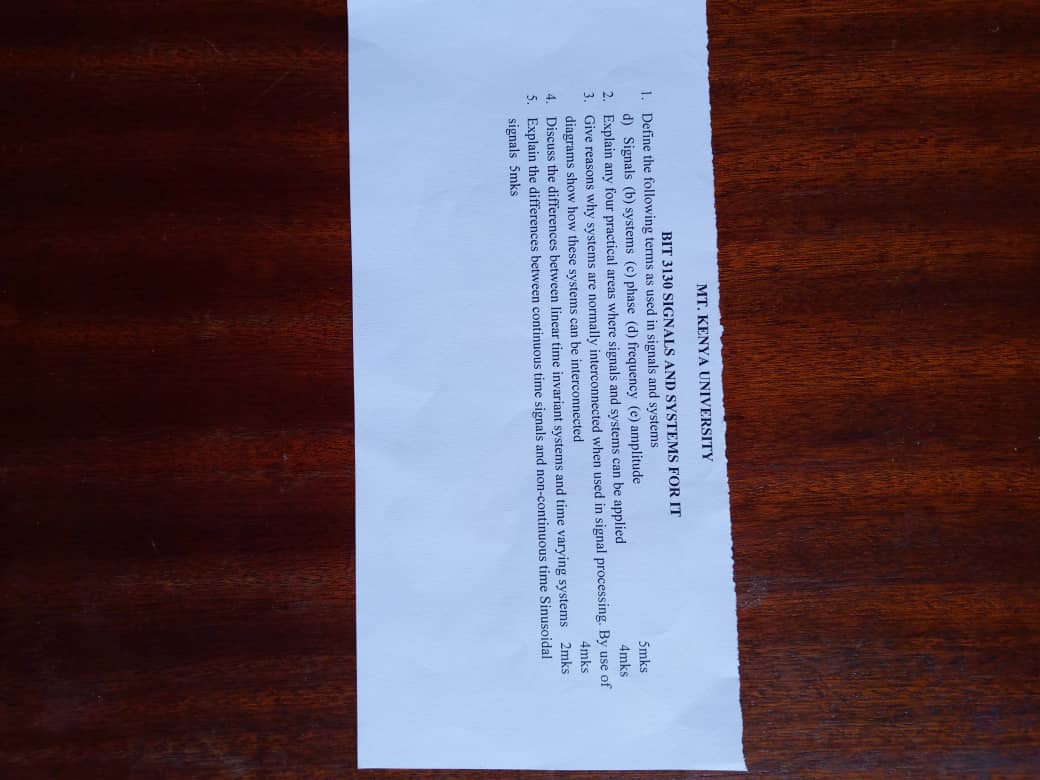 MT. KENYA UNIVERSITY
BIT 3130 SIGNALS AND SYSTEMS FOR IT
1. Define the following terms as used in signals and systems
d) Signals (b) systems (c) phase (d) frequency (e) amplitude 5mks
2. Explain any four practical areas where signals and systems can be applied 4mks
3. Give reasons why systems are normally interconnected when used in signal processing. By use of
diagrams show how these systems can be interconnected 4mks
4. Discuss the differences between linear time invariant systems and time varying systems 2mks
5. Explain the differences between continuous time signals and non-continuous time Sinusoidal
signals 5mks